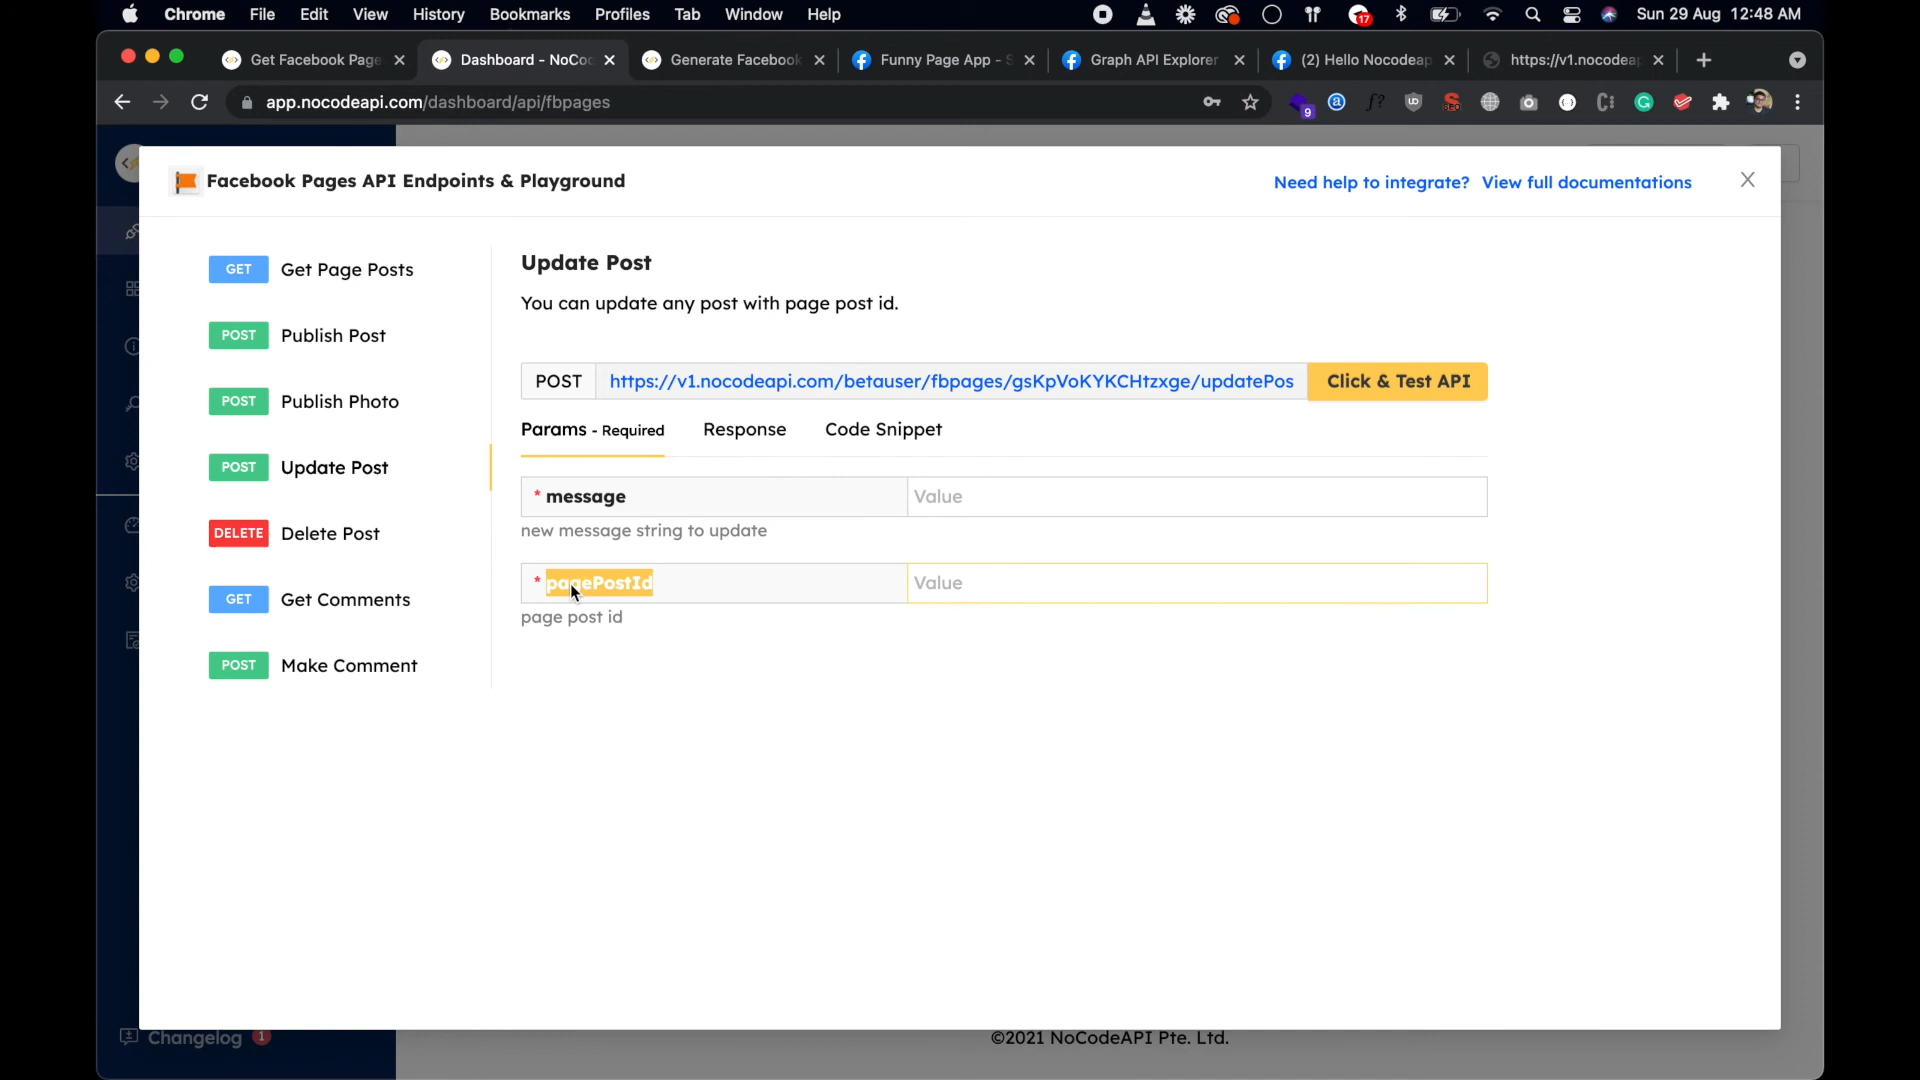 Chrome File Edit View History Bookmarks Profiles Tab Window Help 17 Sun 29 Aug 12:48 AM
Get Facebook Page Dashboard - NoCod Generate Facebook Funny Page App - S Graph API Explorer (2) Hello Nocodeap https://v1.nocodeap
app.nocodeapi.com/dashboard/api/fbpages 9
Facebook Pages API Endpoints & Playground Need help to integrate? View full documentations
GET Get Page Posts
POST Publish Post
POST Publish Photo
POST Update Post
DELETE Delete Post
GET Get Comments
POST Make Comment
Update Post
You can update any post with page post id.
POST https://v1.nocodeapi.com/betauser/fbpages/gsKpVoKYKCHtzxge/updatePos Click & Test API
Params - Required Response Code Snippet
* message Value
new message string to update
* pagePostId Value
page post id
Changelog 1
©2021 NoCodeAPI Pte. Ltd.